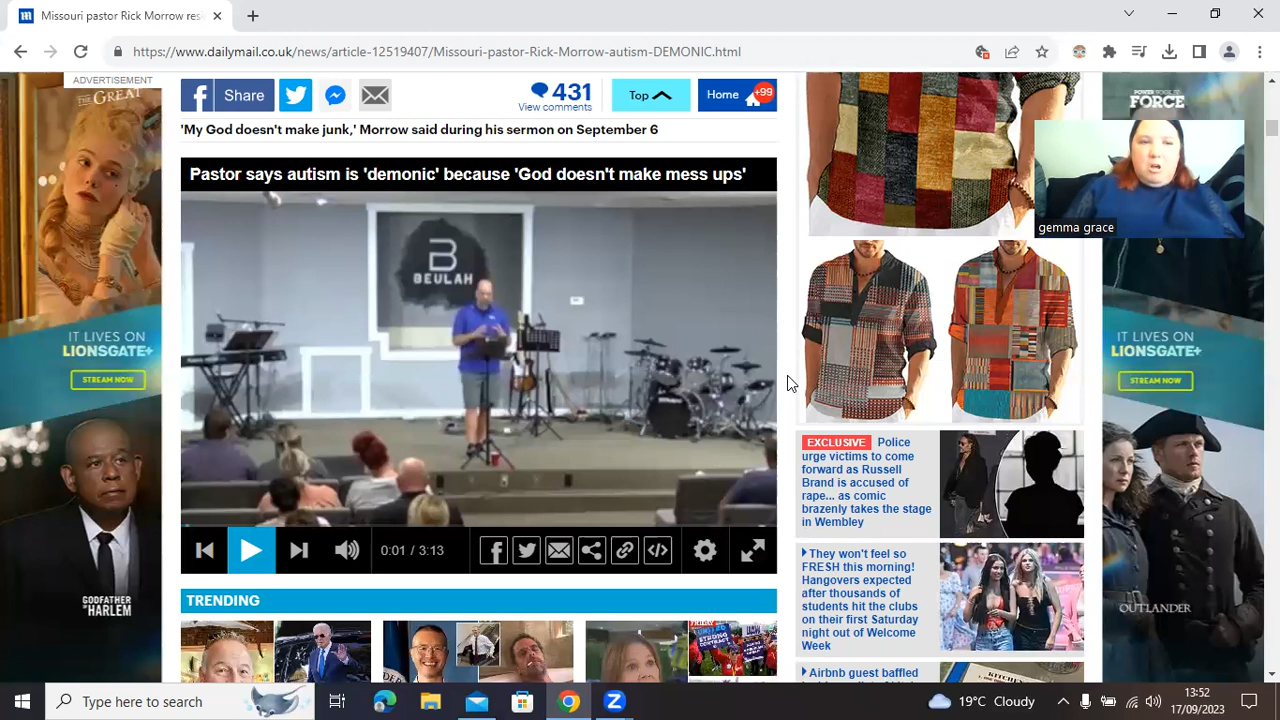 Missouri pastor Rick Morrow res
https://www.dailymail.co.uk/news/article-12519407/Missouri-pastor-Rick-Morrow-autism-DEMONIC.html
ADVERTISEMENT
THE GREAT
IT LIVES ON
LIONSGATE+
STREAM NOW
GODFATHER
OF HARLEM
f Share
431
View comments
Top
Home
+99
'My God doesn't make junk,' Morrow said during his sermon on September 6
Pastor says autism is 'demonic' because 'God doesn't make mess ups'
B
BEULAH
0:01 / 3:13
TRENDING
gemma grace
EXCLUSIVE Police
urge victims to come
forward as Russell
Brand is accused of
rape... as comic
brazenly takes the stage
in Wembley
They won't feel so
FRESH this morning!
Hangovers expected
after thousands of
students hit the clubs
on their first Saturday
night out of Welcome
Week
Airbnb guest baffled
FORCE
IT LIVES ON
LIONSGATE+
STREAM NOW
OUTLANDER
Type here to search
19°C Cloudy
13:52
17/09/2023